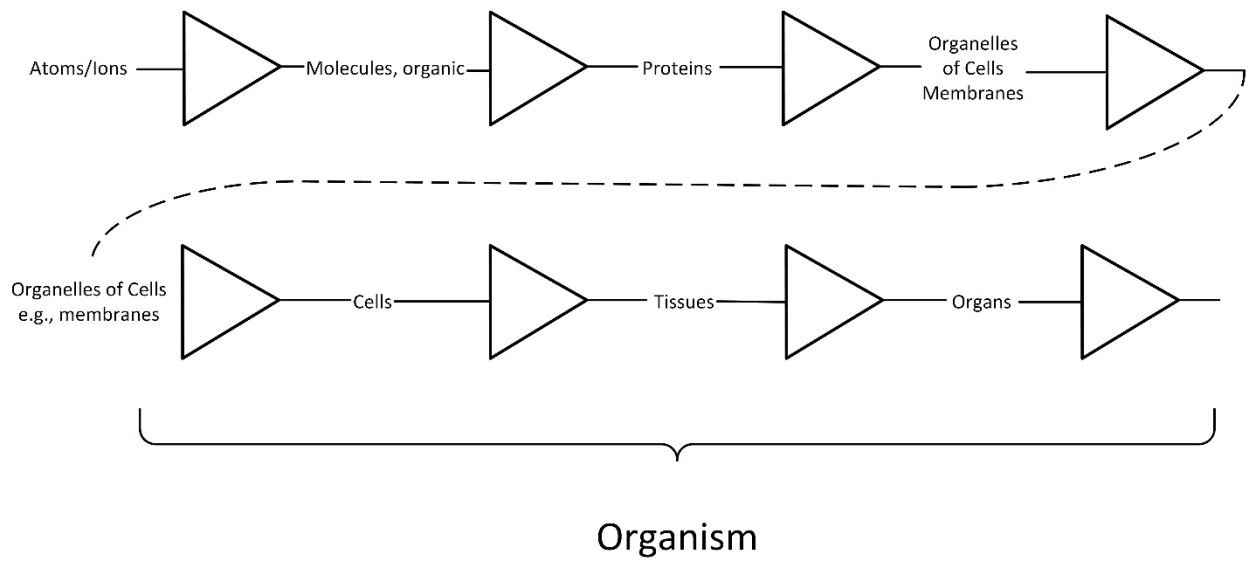 Atoms/Ions
Molecules, organic
Proteins
Organelles
of Cells
Membranes
Organelles of Cells
e.g., membranes
Cells
Tissues
Organs
Organism